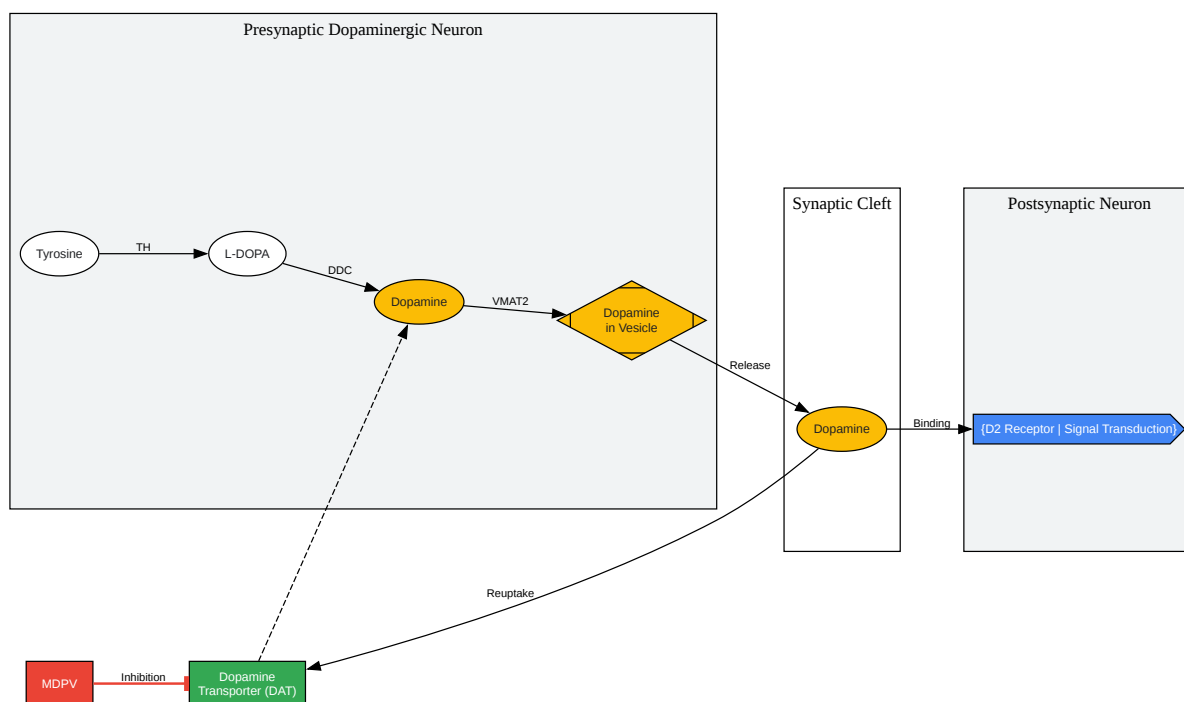 Presynaptic Dopaminergic Neuron
Synaptic Cleft
Postsynaptic Neuron
Tyrosine
TH
L-DOPA
DDC
Dopamine
VMAT2
Dopamine
in Vesicle
Release
Dopamine
Binding
{D2 Receptor | Signal Transduction}
Reuptake
MDPV
Inhibition
Dopamine
Transporter (DAT)